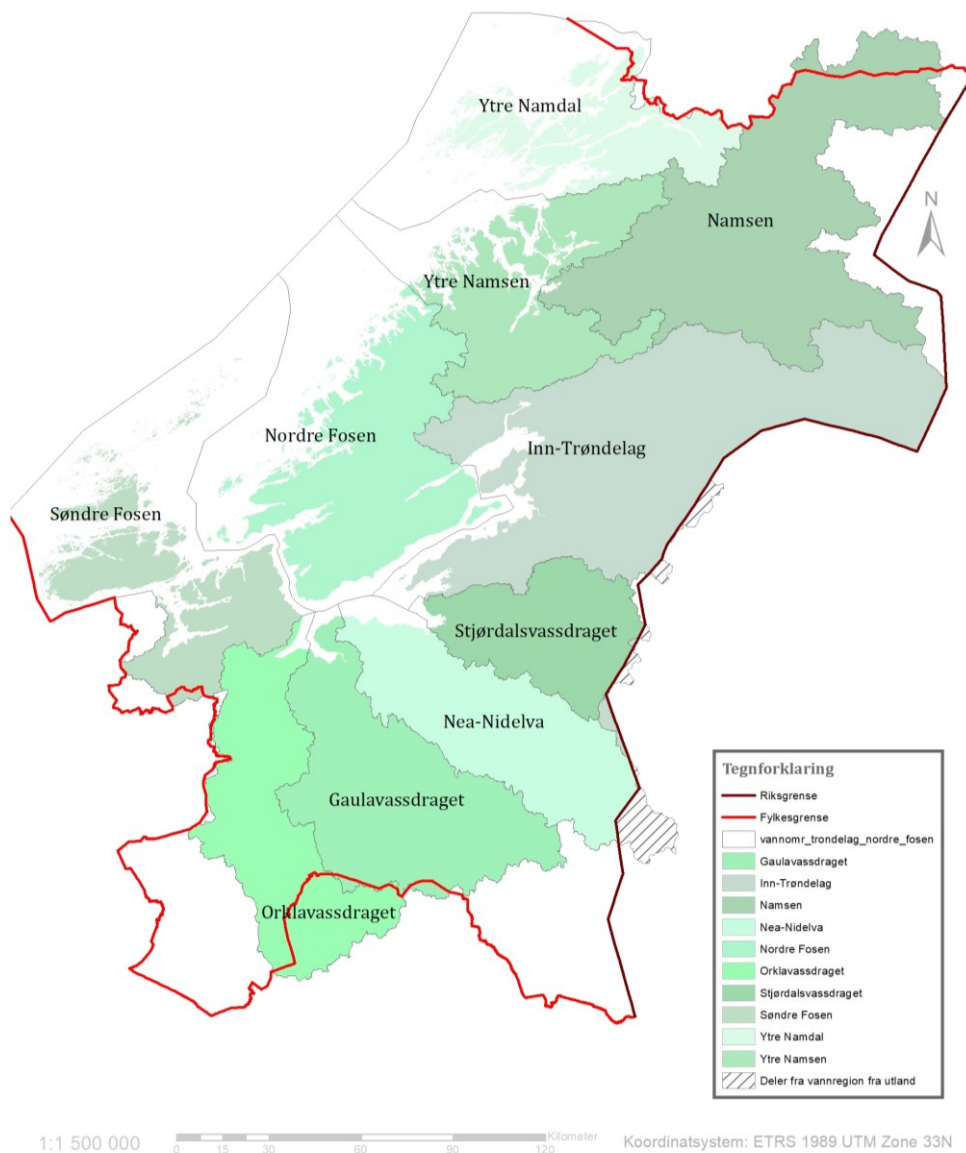 Ytre Namdal
N
Namsen
Ytre Namsen
Nordre Fosen
Inn-Trøndelag
Søndre Fosen
Stjørdalsvassdraget
Nea-Nidelva
Gaulavassdraget
Orklavassdraget
Tegnforklaring
Riksgrense
Fylkesgrense
vannomr_trondelag_nordre_fosen
Gaulavassdraget
Inn-Trøndelag
Namsen
Nea-Nidelva
Nordre Fosen
Orklavassdraget
Stjørdalsvassdraget
Søndre Fosen
Ytre Namdal
Ytre Namsen
Deler fra vannregion fra utland
1:1 500 000
Kilometer
0 15 30 60 90 120
Koordinatsystem: ETRS 1989 UTM Zone 33N